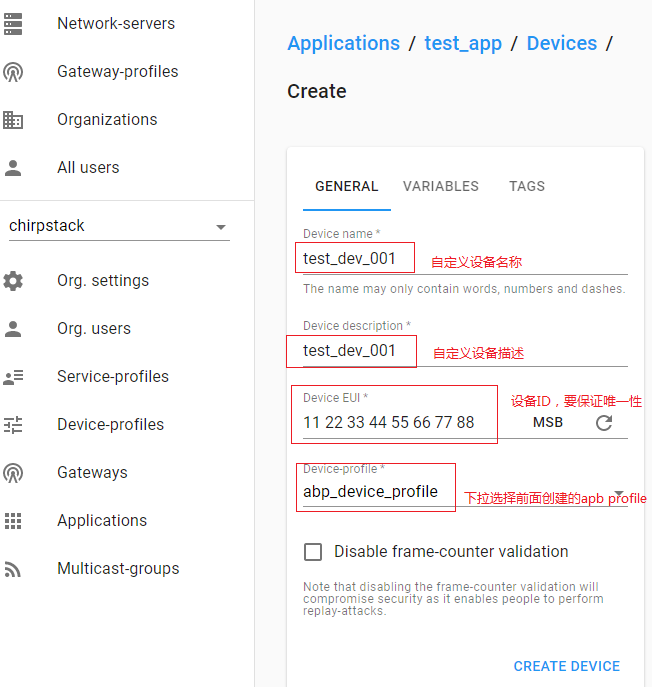 Network-servers
Gateway-profiles
Organizations
All users
chirpstack
Org. settings
Org. users
Service-profiles
Device-profiles
Gateways
Applications
Multicast-groups
Applications / test_app / Devices /
Create
GENERAL VARIABLES TAGS
Device name *
test_dev_001 自定义设备名称
The name may only contain words, numbers and dashes.
Device description *
test_dev_001 自定义设备描述
Device EUI * 设备ID，要保证唯一性
11 22 33 44 55 66 77 88 MSB
Device-profile *
abp_device_profile 下拉选择前面创建的apb profile
Disable frame-counter validation
Note that disabling the frame-counter validation will
compromise security as it enables people to perform
replay-attacks.
CREATE DEVICE